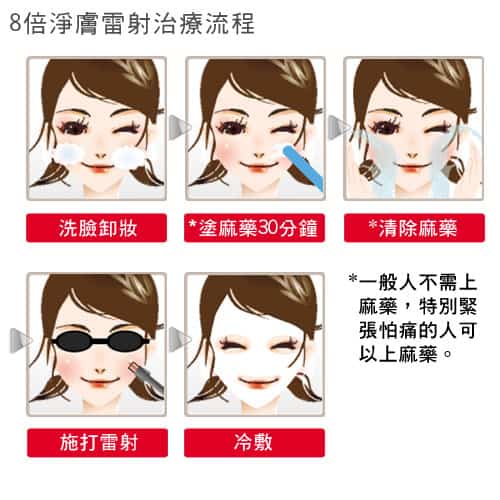 8倍淨膚雷射治療流程
洗臉卸妝
*塗麻藥30分鐘
*清除麻藥
施打雷射
冷敷
*一般人不需上
麻藥，特別緊
張怕痛的人可
以上麻藥。